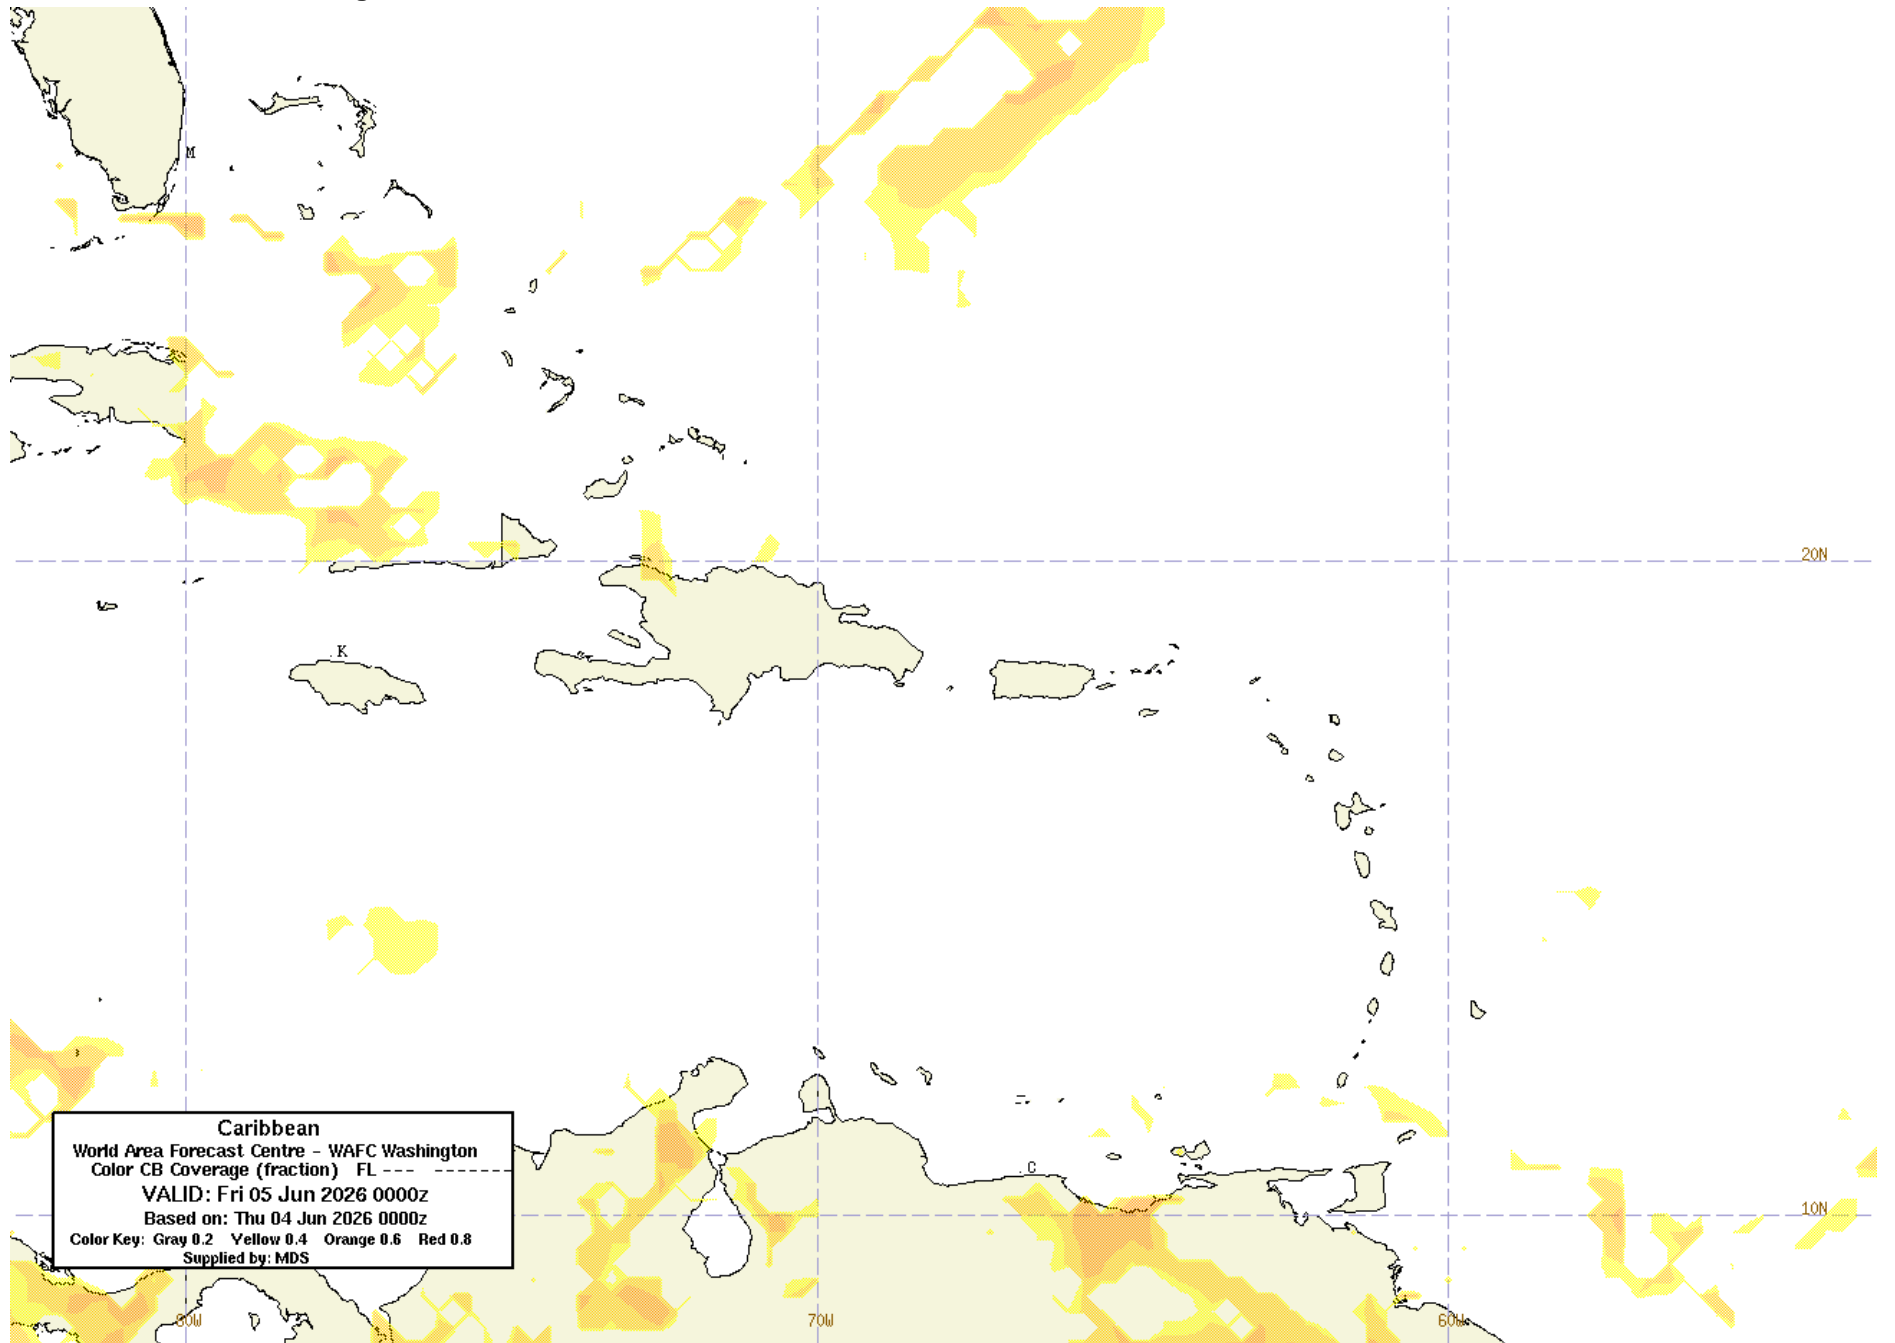 M
20N
K
C
10N
Caribbean
World Area Forecast Centre - WAFC Washington
Color CB Coverage (fraction) FL --- ---------
VALID: Fri 05 Jun 2026 0000z
Based on: Thu 04 Jun 2026 0000z
Color Key: Gray 0.2 Yellow 0.4 Orange 0.6 Red 0.8
Supplied by: MDS
80W
70W
60W